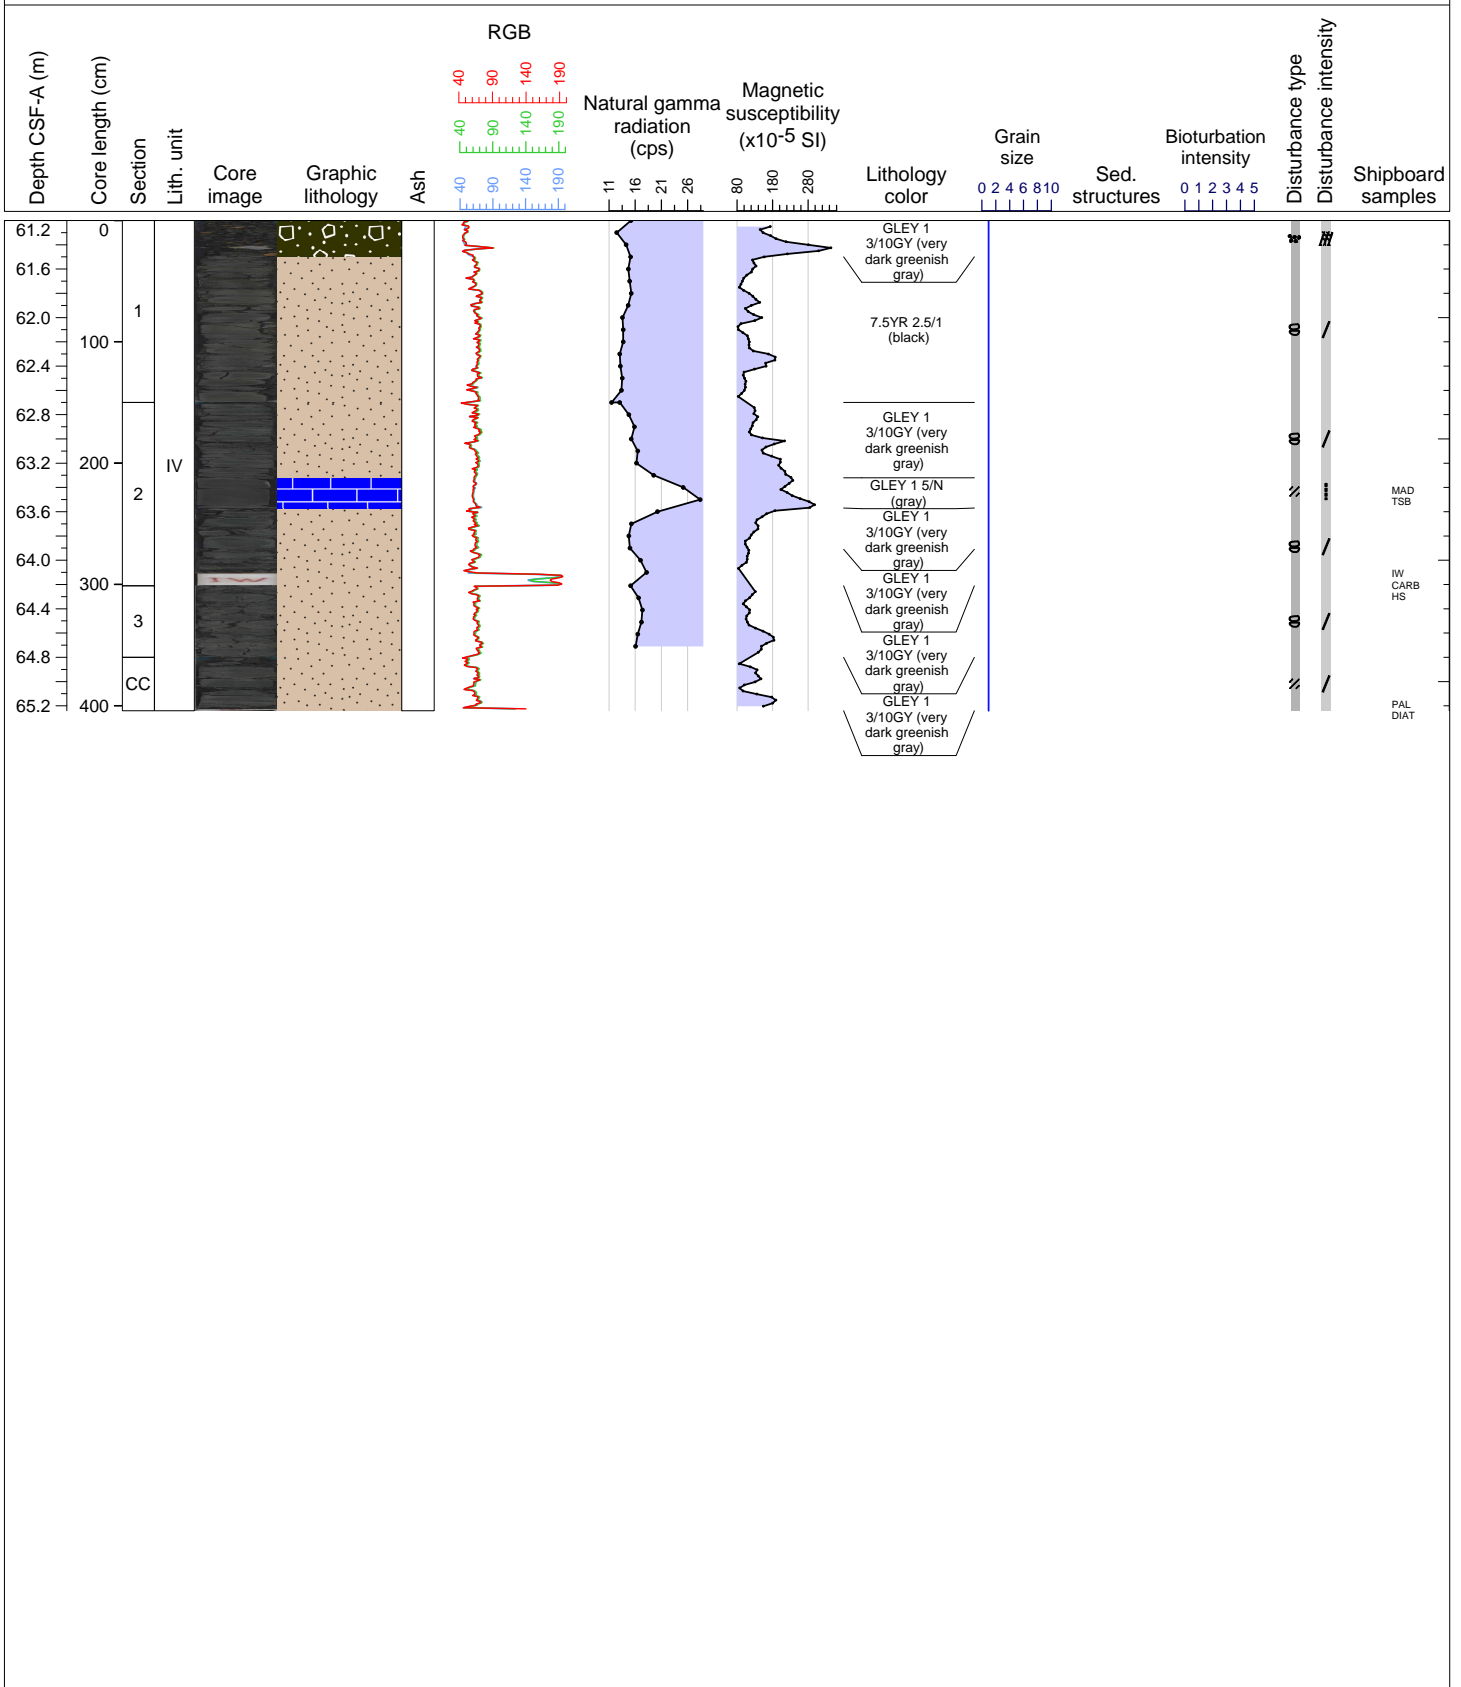 RGB
40 90 140 190
40 90 140 190
40 90 140 190
Depth CSF-A (m)
Core length (cm)
Section
Lith. unit
Core
image
Graphic
lithology
Ash
Natural gamma
radiation
(cps)
11 16 21 26
Magnetic
susceptibility
(x10-5 SI)
80 180 280
Lithology
color
Grain
size
0 2 4 6 8 10
Sed.
structures
Bioturbation
intensity
0 1 2 3 4 5
Disturbance type
Disturbance intensity
Shipboard
samples
61.2
61.6
62.0
62.4
62.8
63.2
63.6
64.0
64.4
64.8
65.2
0
100
200
300
400
1
2
3
CC
IV
IW
GLEY 1
3/10GY (very
dark greenish
gray)
7.5YR 2.5/1
(black)
GLEY 1
3/10GY (very
dark greenish
gray)
GLEY 1 5/N
(gray)
GLEY 1
3/10GY (very
dark greenish
gray)
GLEY 1
3/10GY (very
dark greenish
gray)
GLEY 1
3/10GY (very
dark greenish
gray)
GLEY 1
3/10GY (very
dark greenish
gray)
MAD
TSB
IW
CARB
HS
PAL
DIAT